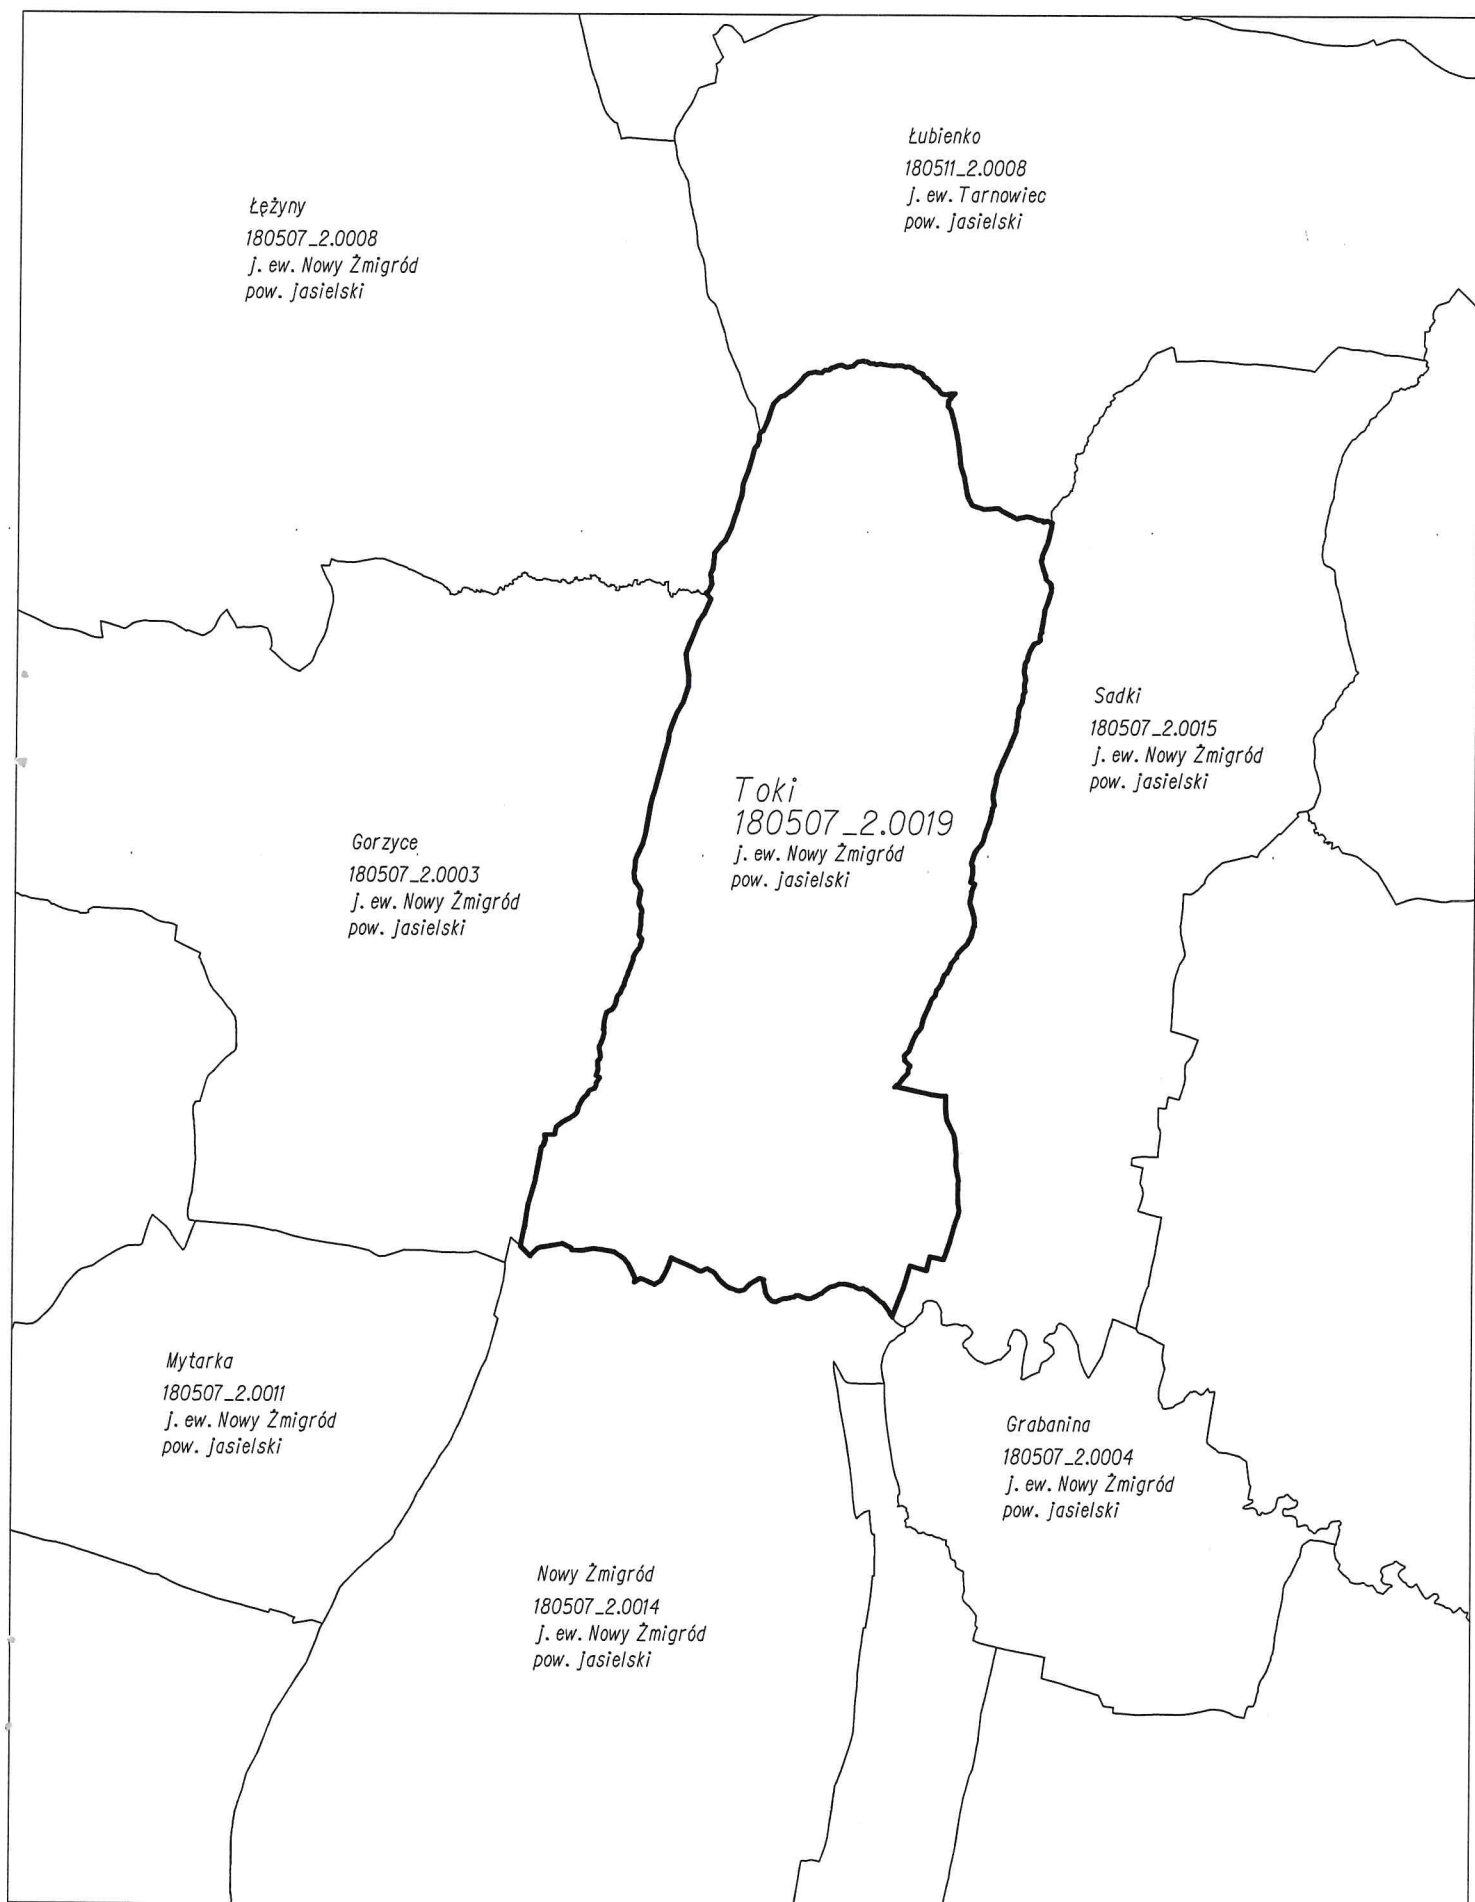 Łubienko
180511_2.0008
j. ew. Tarnowiec
pow. jasielski
Łężyny
180507_2.0008
j. ew. Nowy Żmigród
pow. jasielski
Sadki
180507_2.0015
j. ew. Nowy Żmigród
pow. jasielski
Toki
180507_2.0019
j. ew. Nowy Żmigród
pow. jasielski
Gorzyce
180507_2.0003
j. ew. Nowy Żmigród
pow. jasielski
Mytarka
180507_2.0011
j. ew. Nowy Żmigród
pow. jasielski
Grabanina
180507_2.0004
j. ew. Nowy Żmigród
pow. jasielski
Nowy Żmigród
180507_2.0014
j. ew. Nowy Żmigród
pow. jasielski